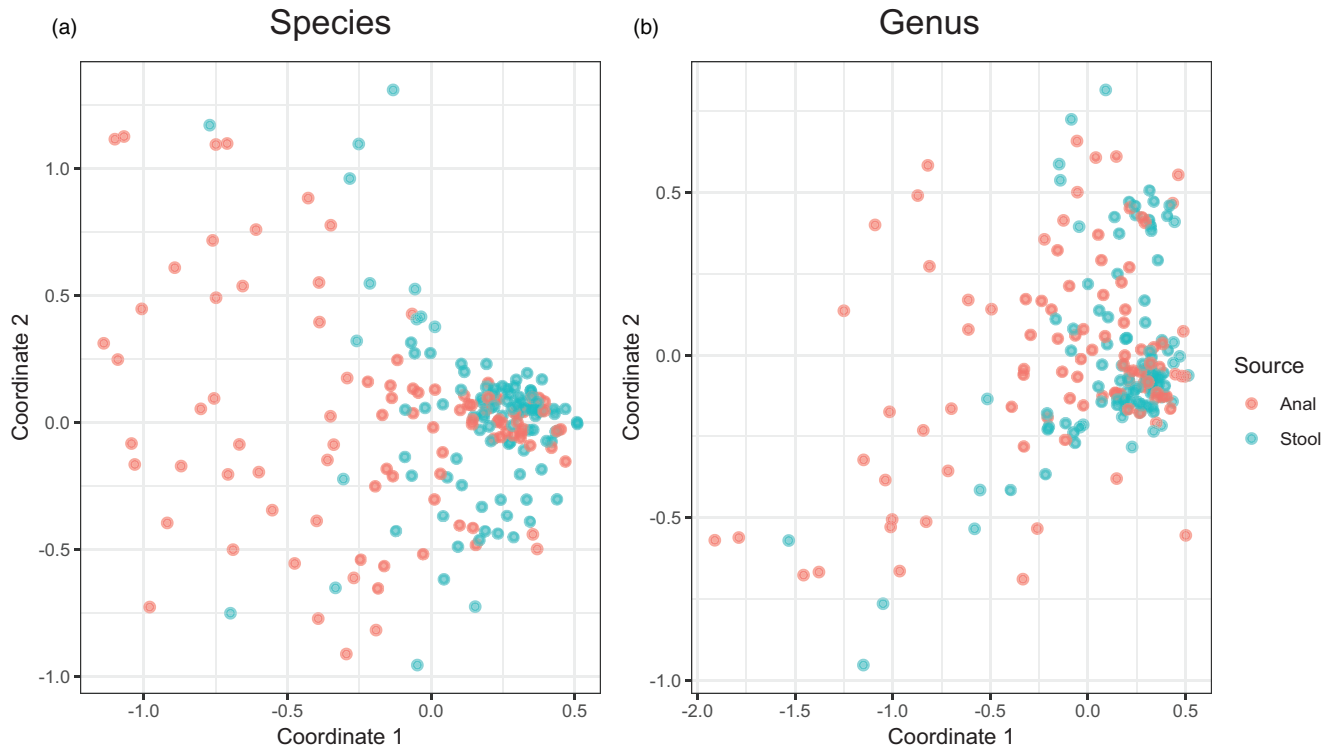 (a) Species
(b) Genus
1.0
0.5
0.0
-0.5
-1.0
Coordinate 2
-1.0 -0.5 0.0 0.5
Coordinate 1
0.5
0.0
-0.5
-1.0
Coordinate 2
-2.0 -1.5 -1.0 -0.5 0.0 0.5
Coordinate 1
Source
Anal
Stool